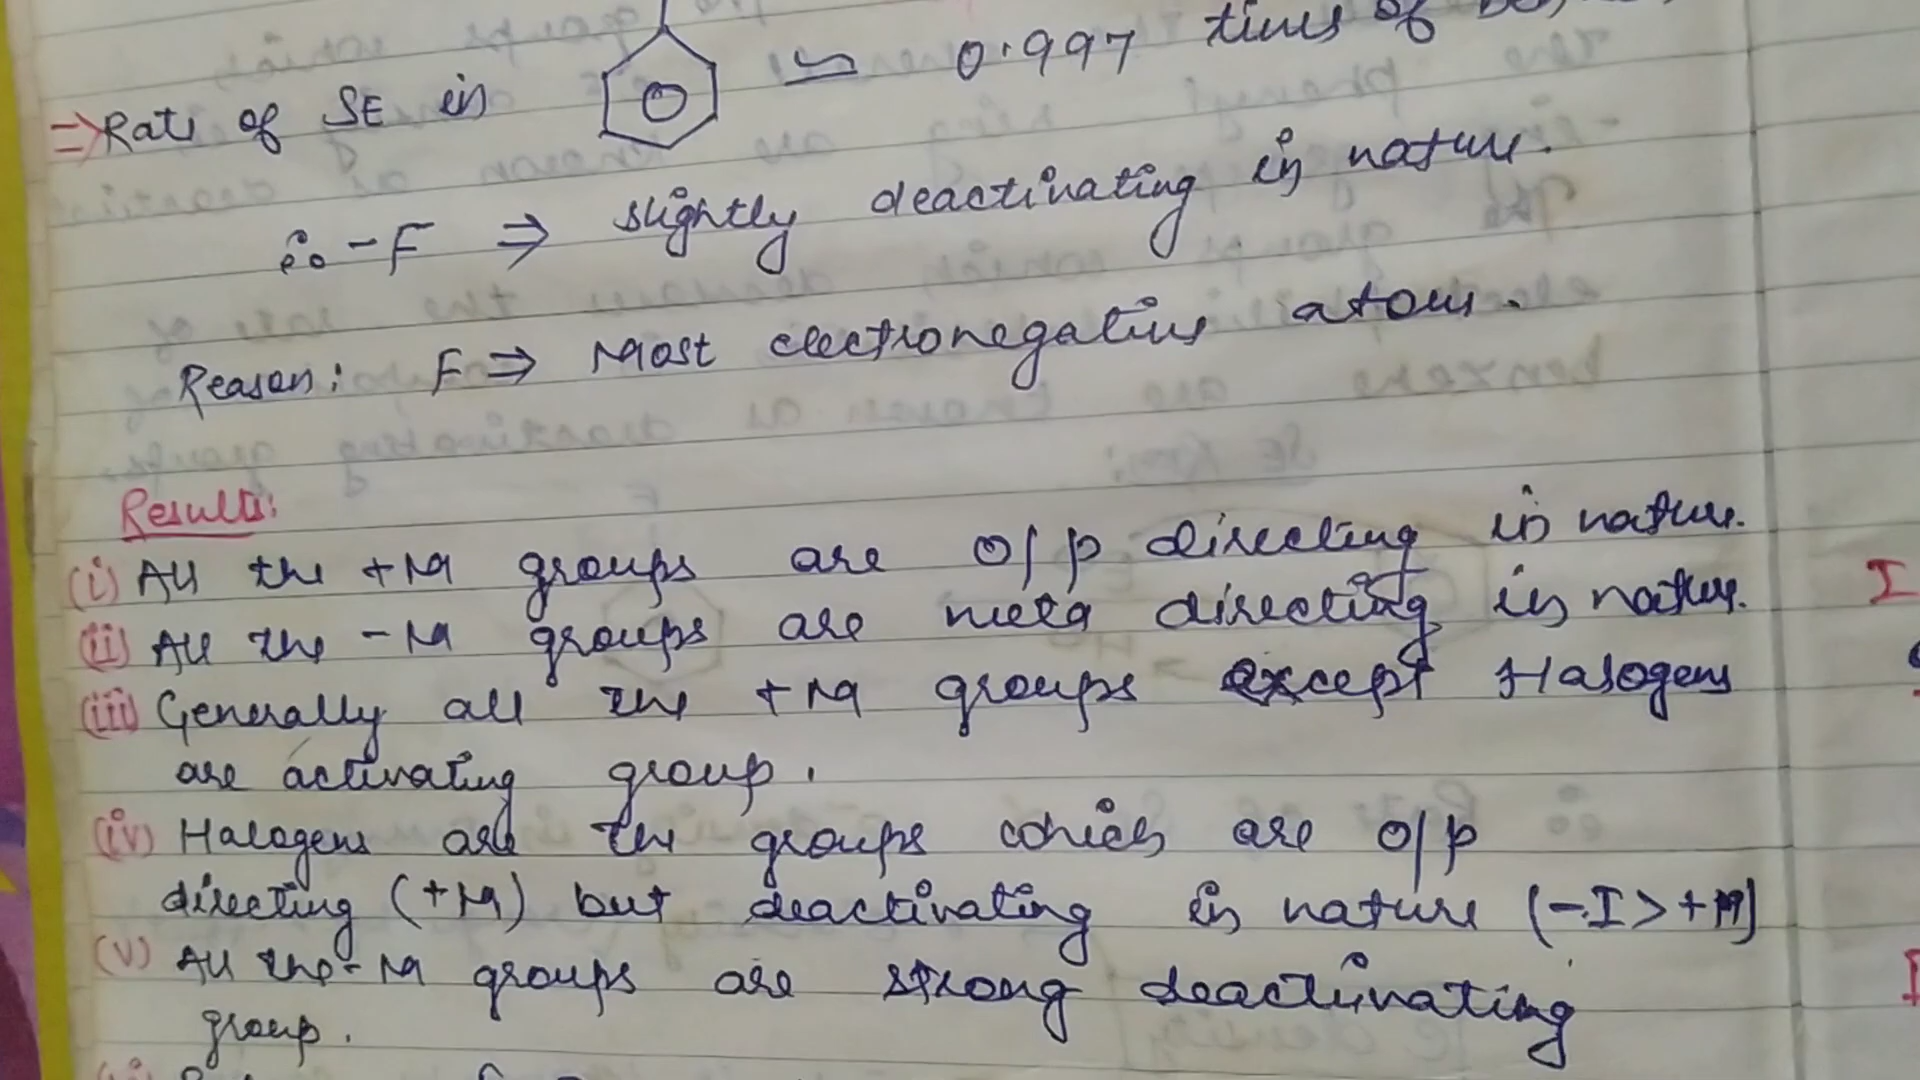 ⇒ Rate of SE in ≃ 0.997 times of
∴ -F ⇒ slightly deactivating in nature.
Reason: F ⇒ Most electronegative atom.
Results:
(i) All the +M groups are o/p directing in nature.
(ii) All the -M groups are meta directing in nature.
(iii) Generally all the +M groups except Halogens
are activating group.
(iv) Halogens are the groups which are o/p
directing (+M) but deactivating in nature (-I > +M)
(v) All the -M groups are strong deactivating
group.